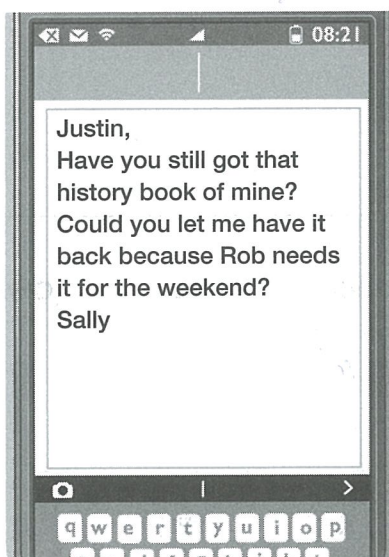 08:21
Justin,
Have you still got that
history book of mine?
Could you let me have it
back because Rob needs
it for the weekend?
Sally
q w e r t y u i o p